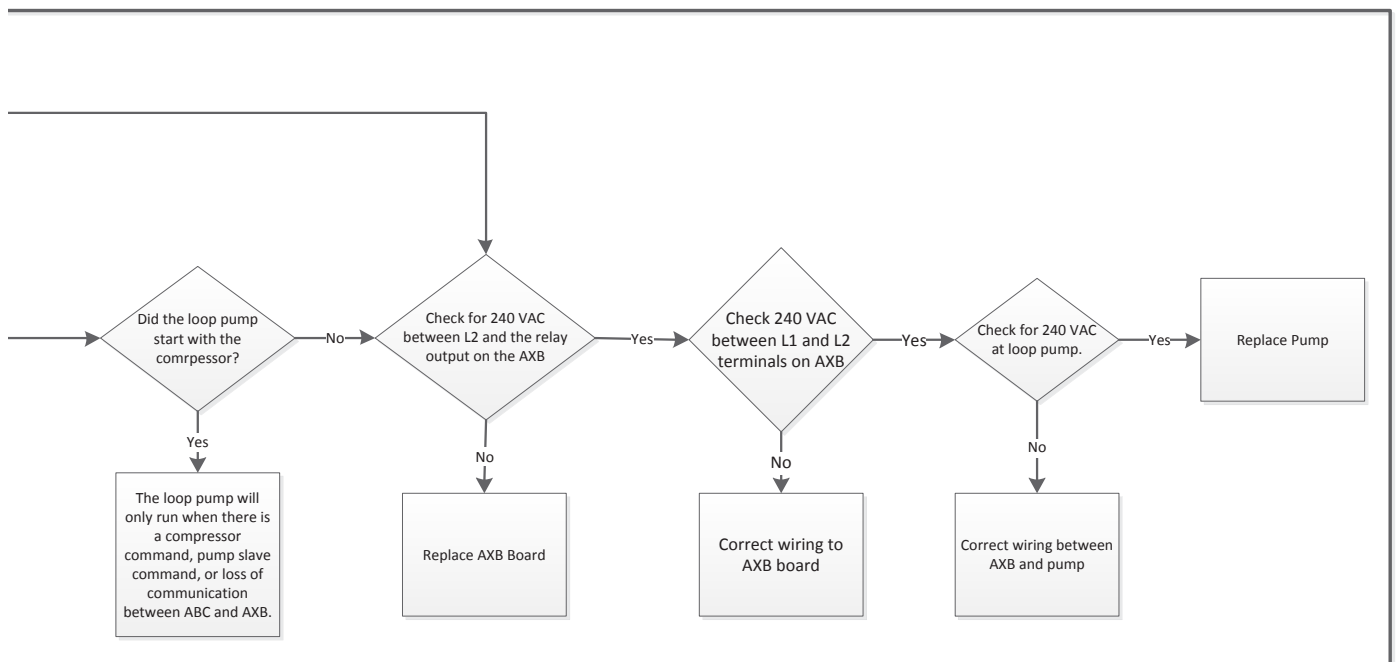 Did the loop pump
start with the
comrpessor?
No
Yes
The loop pump will
only run when there is
a compressor
command, pump slave
command, or loss of
communication
between ABC and AXB.
Check for 240 VAC
between L2 and the relay
output on the AXB
Yes
No
Replace AXB Board
Check 240 VAC
between L1 and L2
terminals on AXB
Yes
No
Correct wiring to
AXB board
Check for 240 VAC
at loop pump.
Yes
No
Correct wiring between
AXB and pump
Replace Pump